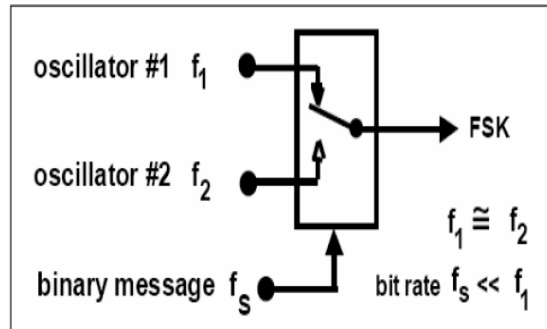 oscillator #1 f₁
FSK
oscillator #2 f₂
f₁ ≅ f₂
binary message fₛ
bit rate fₛ << f₁